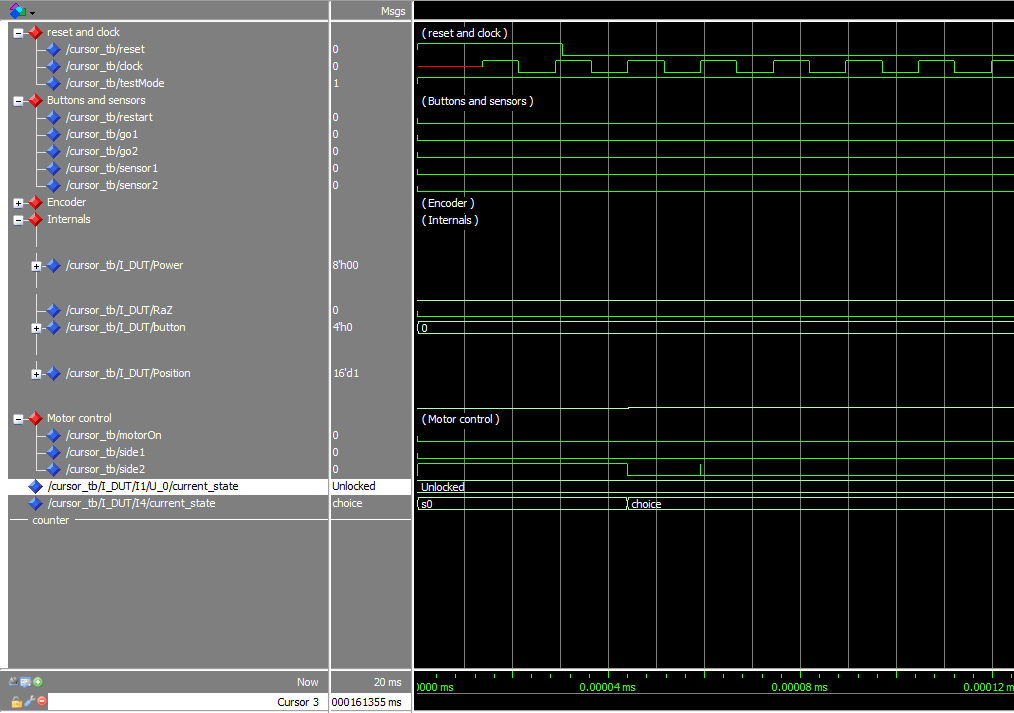 Msgs
reset and clock ( reset and clock )
/cursor_tb/reset 0
/cursor_tb/clock 0
/cursor_tb/testMode 1
Buttons and sensors ( Buttons and sensors )
/cursor_tb/restart 0
/cursor_tb/go1 0
/cursor_tb/go2 0
/cursor_tb/sensor1 0
/cursor_tb/sensor2 0
Encoder ( Encoder )
Internals ( Internals )
/cursor_tb/I_DUT/Power 8'h00
/cursor_tb/I_DUT/RaZ 0
/cursor_tb/I_DUT/button 4'h0 0
/cursor_tb/I_DUT/Position 16'd1
Motor control ( Motor control )
/cursor_tb/motorOn 0
/cursor_tb/side1 0
/cursor_tb/side2 0
/cursor_tb/I_DUT/I1/U_0/current_state Unlocked Unlocked
/cursor_tb/I_DUT/I4/current_state choice s0 choice
counter
Now 20 ms 000 ms 0.00004 ms 0.00008 ms 0.00012 m
Cursor 3 000161355 ms